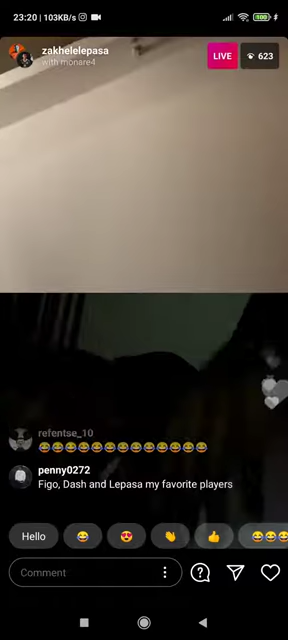 23:20 | 103KB/s
100
zakhelelepasa
with monare4
LIVE
623
refentse_10
😂😂😂😂😂😂😂😂😂😂😂😂😂
penny0272
Figo, Dash and Lepasa my favorite players
Hello 😂 😍 👏 👍 😂😂😂
Comment